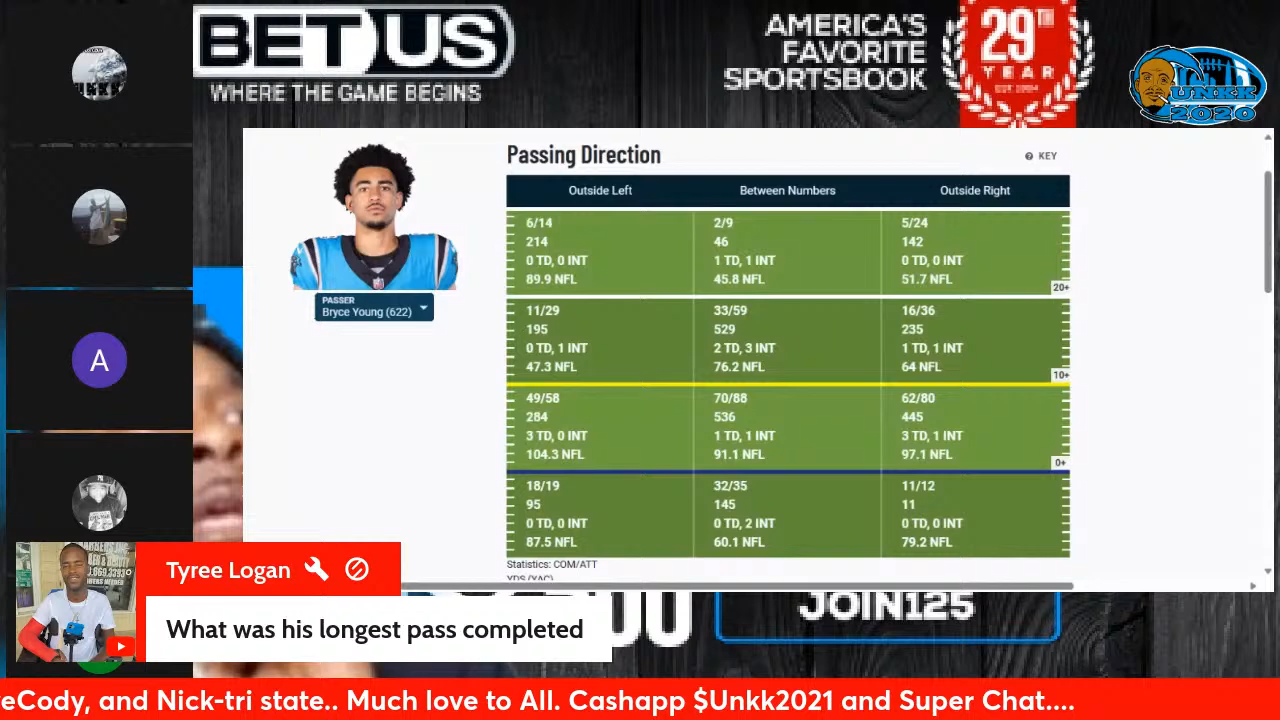 BETUS
WHERE THE GAME BEGINS
AMERICA'S
FAVORITE
SPORTSBOOK
29TH
YEAR
UNKK
2020
Passing Direction
KEY
Outside Left Between Numbers Outside Right
6/14 2/9 5/24
214 46 142
0 TD, 0 INT 1 TD, 1 INT 0 TD, 0 INT
89.9 NFL 45.8 NFL 51.7 NFL
20+
PASSER
Bryce Young (622)
11/29 33/59 16/36
195 529 235
0 TD, 1 INT 2 TD, 3 INT 1 TD, 1 INT
47.3 NFL 76.2 NFL 64 NFL
10+
49/58 70/88 62/80
284 536 445
3 TD, 0 INT 1 TD, 1 INT 3 TD, 1 INT
104.3 NFL 91.1 NFL 97.1 NFL
0+
18/19 32/35 11/12
95 145 11
0 TD, 0 INT 0 TD, 2 INT 0 TD, 0 INT
87.5 NFL 60.1 NFL 79.2 NFL
Statistics: COM/ATT
YDS (YAC)
A
Tyree Logan
What was his longest pass completed
JOIN125
eCody, and Nick-tri state.. Much love to All. Cashapp $Unkk2021 and Super Chat....